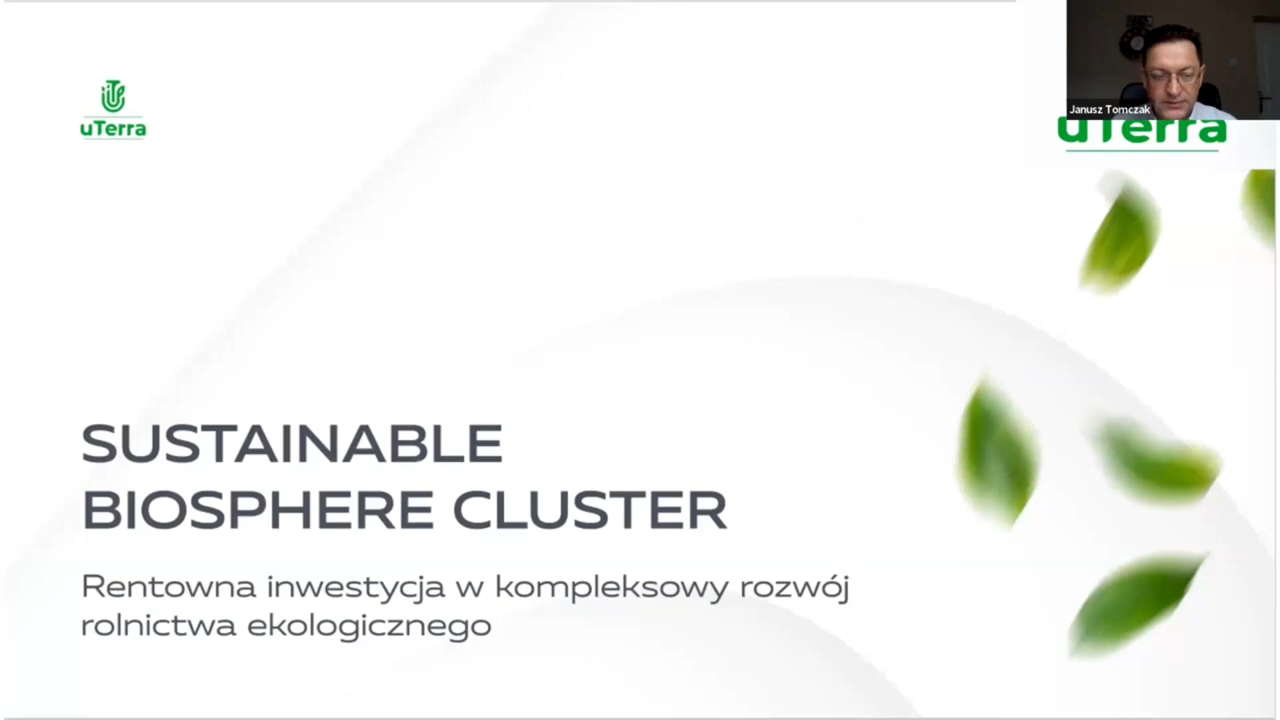 uTerra
Janusz Tomczak
uTerra
SUSTAINABLE
BIOSPHERE CLUSTER
Rentowna inwestycja w kompleksowy rozwój
rolnictwa ekologicznego